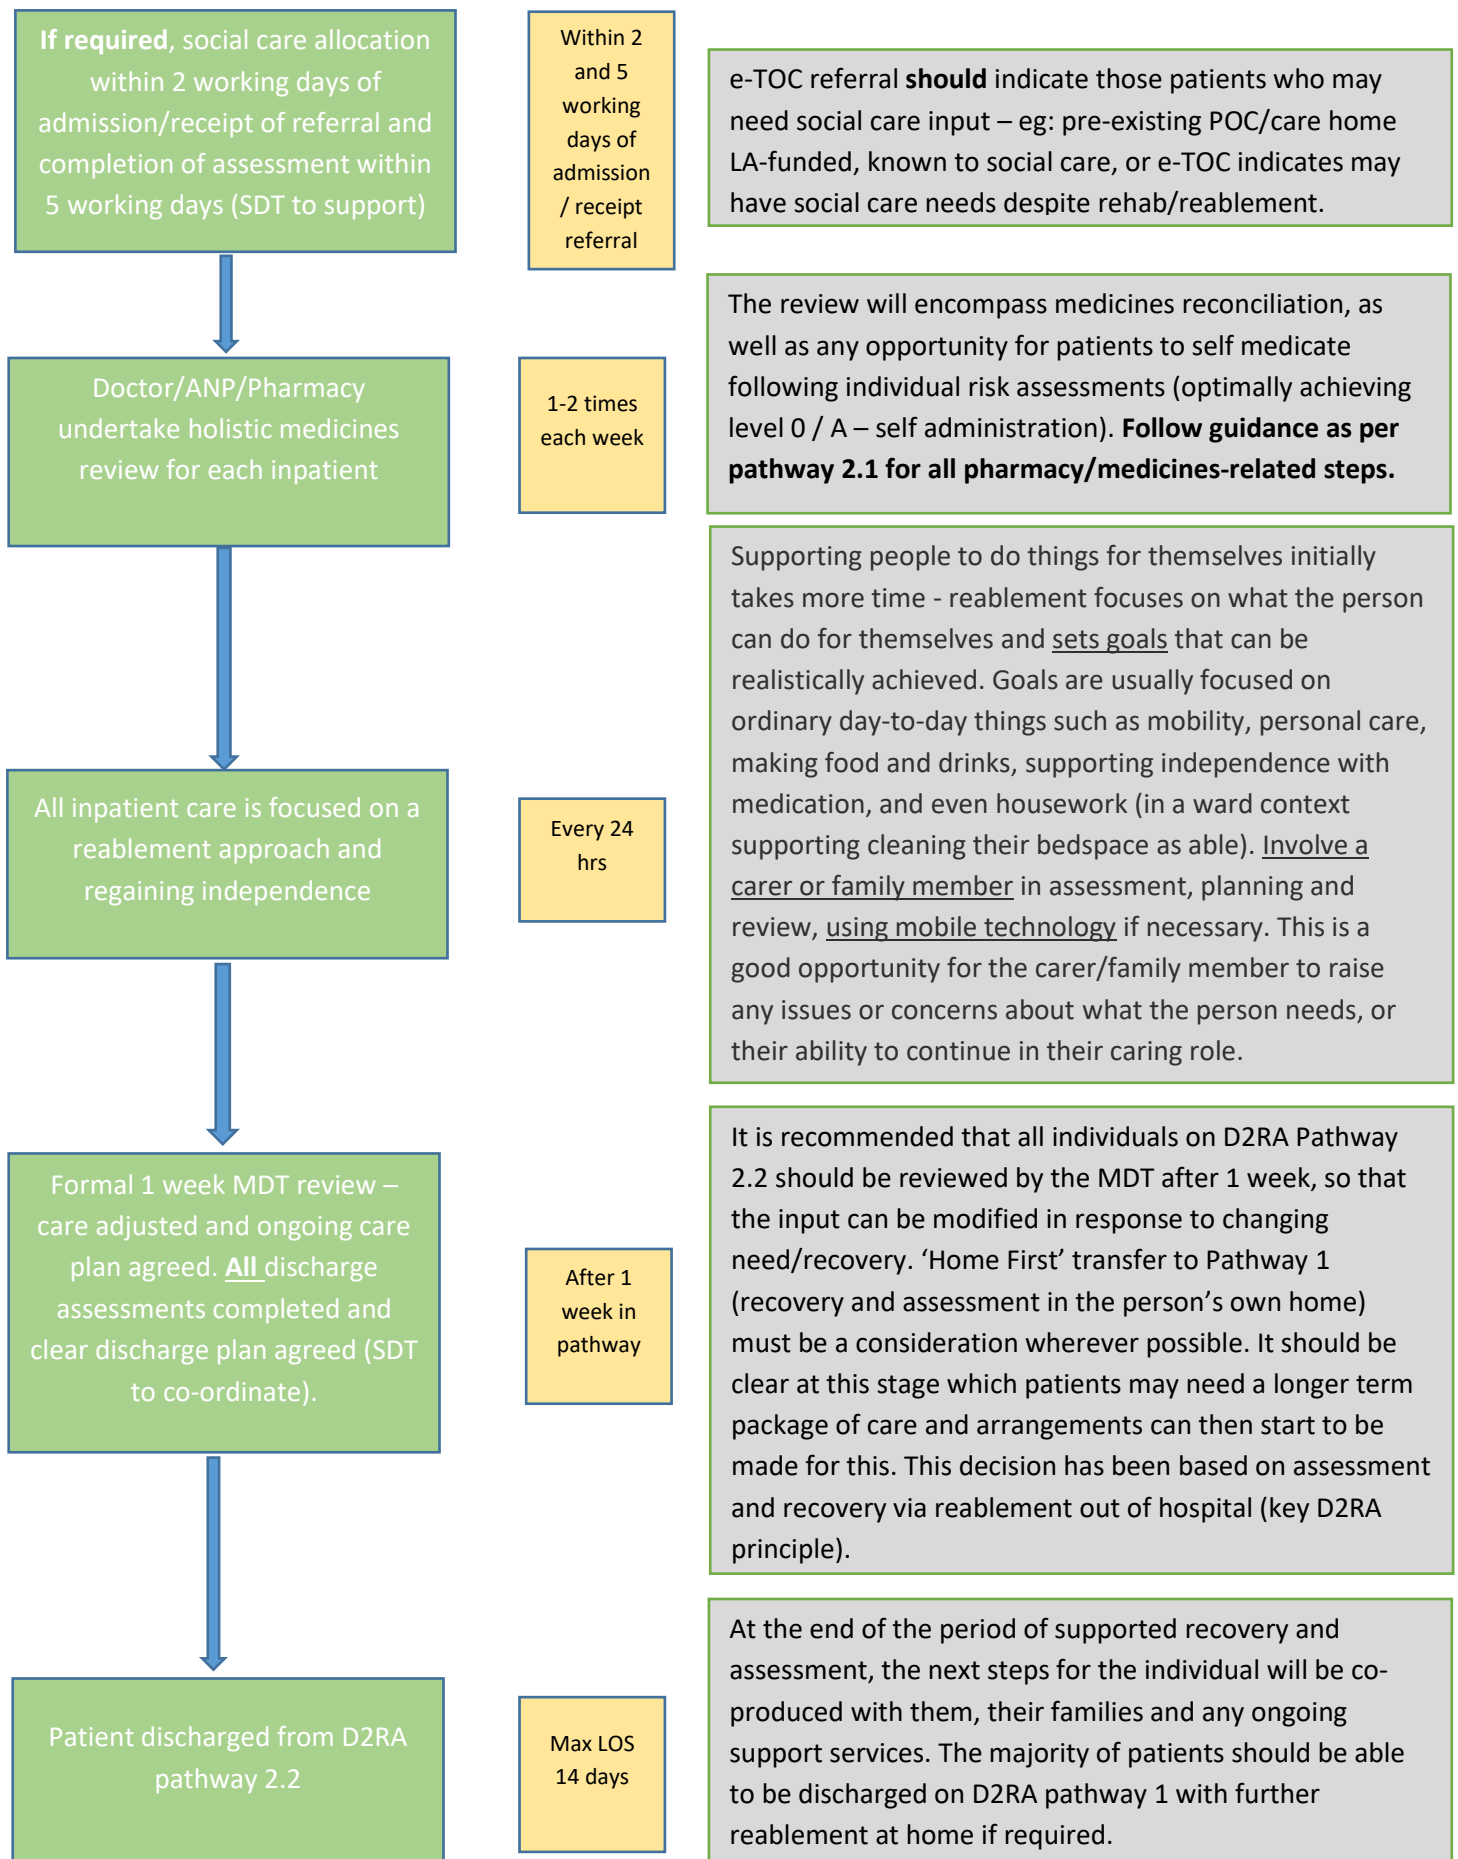 If required, social care allocation
within 2 working days of
admission/receipt of referral and
completion of assessment within
5 working days (SDT to support)
Within 2
and 5
working
days of
admission
/ receipt
referral
e-TOC referral should indicate those patients who may
need social care input – eg: pre-existing POC/care home
LA-funded, known to social care, or e-TOC indicates may
have social care needs despite rehab/reablement.
Doctor/ANP/Pharmacy
undertake holistic medicines
review for each inpatient
1-2 times
each week
The review will encompass medicines reconciliation, as
well as any opportunity for patients to self medicate
following individual risk assessments (optimally achieving
level 0 / A – self administration). Follow guidance as per
pathway 2.1 for all pharmacy/medicines-related steps.
All inpatient care is focused on a
reablement approach and
regaining independence
Every 24
hrs
Supporting people to do things for themselves initially
takes more time - reablement focuses on what the person
can do for themselves and sets goals that can be
realistically achieved. Goals are usually focused on
ordinary day-to-day things such as mobility, personal care,
making food and drinks, supporting independence with
medication, and even housework (in a ward context
supporting cleaning their bedspace as able). Involve a
carer or family member in assessment, planning and
review, using mobile technology if necessary. This is a
good opportunity for the carer/family member to raise
any issues or concerns about what the person needs, or
their ability to continue in their caring role.
Formal 1 week MDT review –
care adjusted and ongoing care
plan agreed. All discharge
assessments completed and
clear discharge plan agreed (SDT
to co-ordinate).
After 1
week in
pathway
It is recommended that all individuals on D2RA Pathway
2.2 should be reviewed by the MDT after 1 week, so that
the input can be modified in response to changing
need/recovery. ‘Home First’ transfer to Pathway 1
(recovery and assessment in the person’s own home)
must be a consideration wherever possible. It should be
clear at this stage which patients may need a longer term
package of care and arrangements can then start to be
made for this. This decision has been based on assessment
and recovery via reablement out of hospital (key D2RA
principle).
Patient discharged from D2RA
pathway 2.2
Max LOS
14 days
At the end of the period of supported recovery and
assessment, the next steps for the individual will be co-
produced with them, their families and any ongoing
support services. The majority of patients should be able
to be discharged on D2RA pathway 1 with further
reablement at home if required.